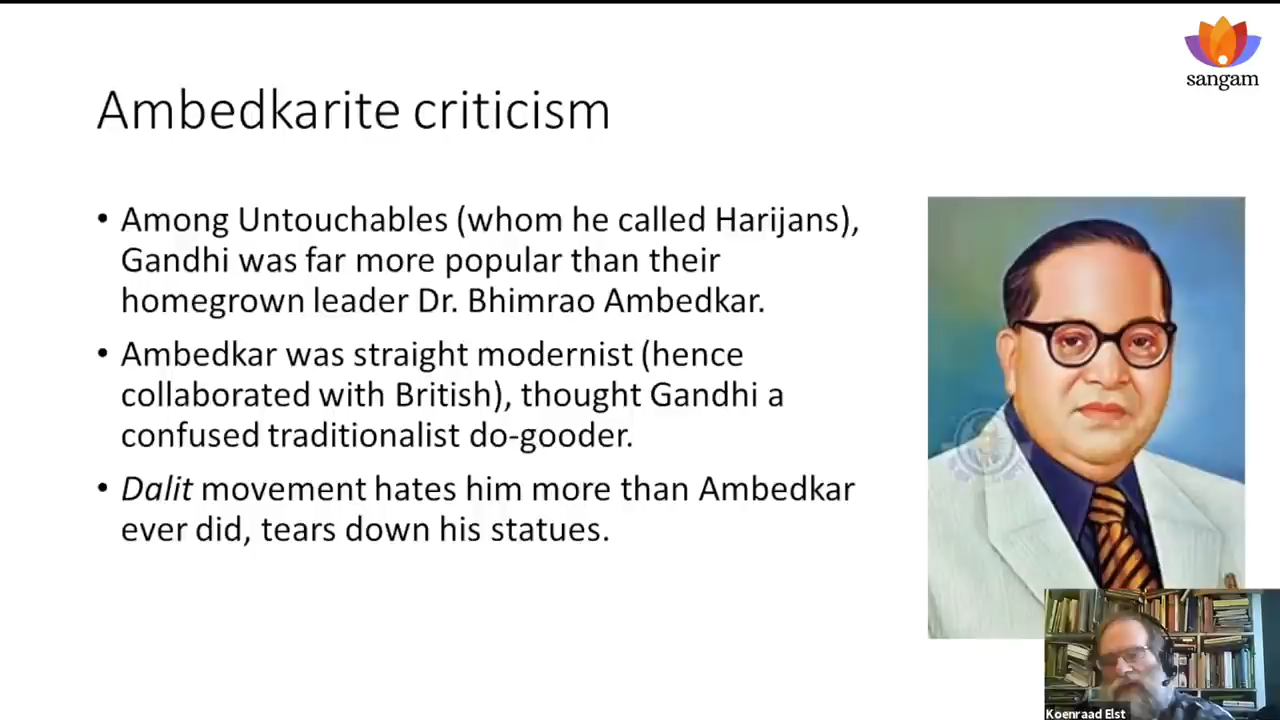 sangam
Ambedkarite criticism
• Among Untouchables (whom he called Harijans),
Gandhi was far more popular than their
homegrown leader Dr. Bhimrao Ambedkar.
• Ambedkar was straight modernist (hence
collaborated with British), thought Gandhi a
confused traditionalist do-gooder.
• Dalit movement hates him more than Ambedkar
ever did, tears down his statues.
Koenraad Elst